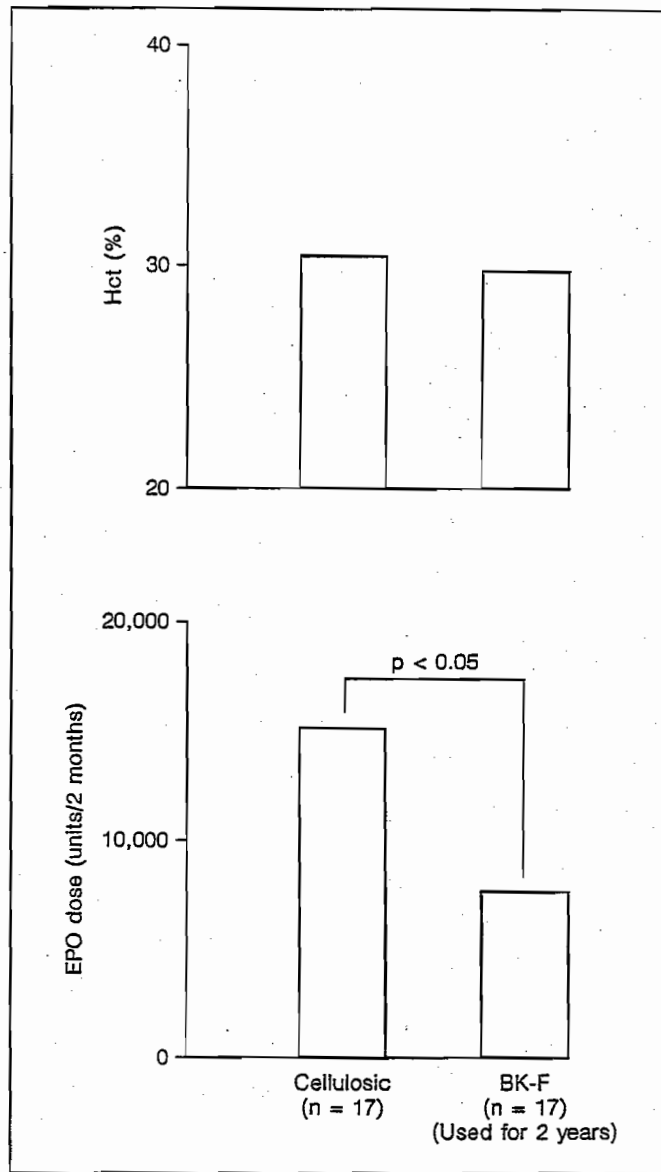 40
30
20
Hct (%)
20,000
10,000
0
EPO dose (units/2 months)
p < 0.05
Cellulosic
(n = 17)
BK-F
(n = 17)
(Used for 2 years)